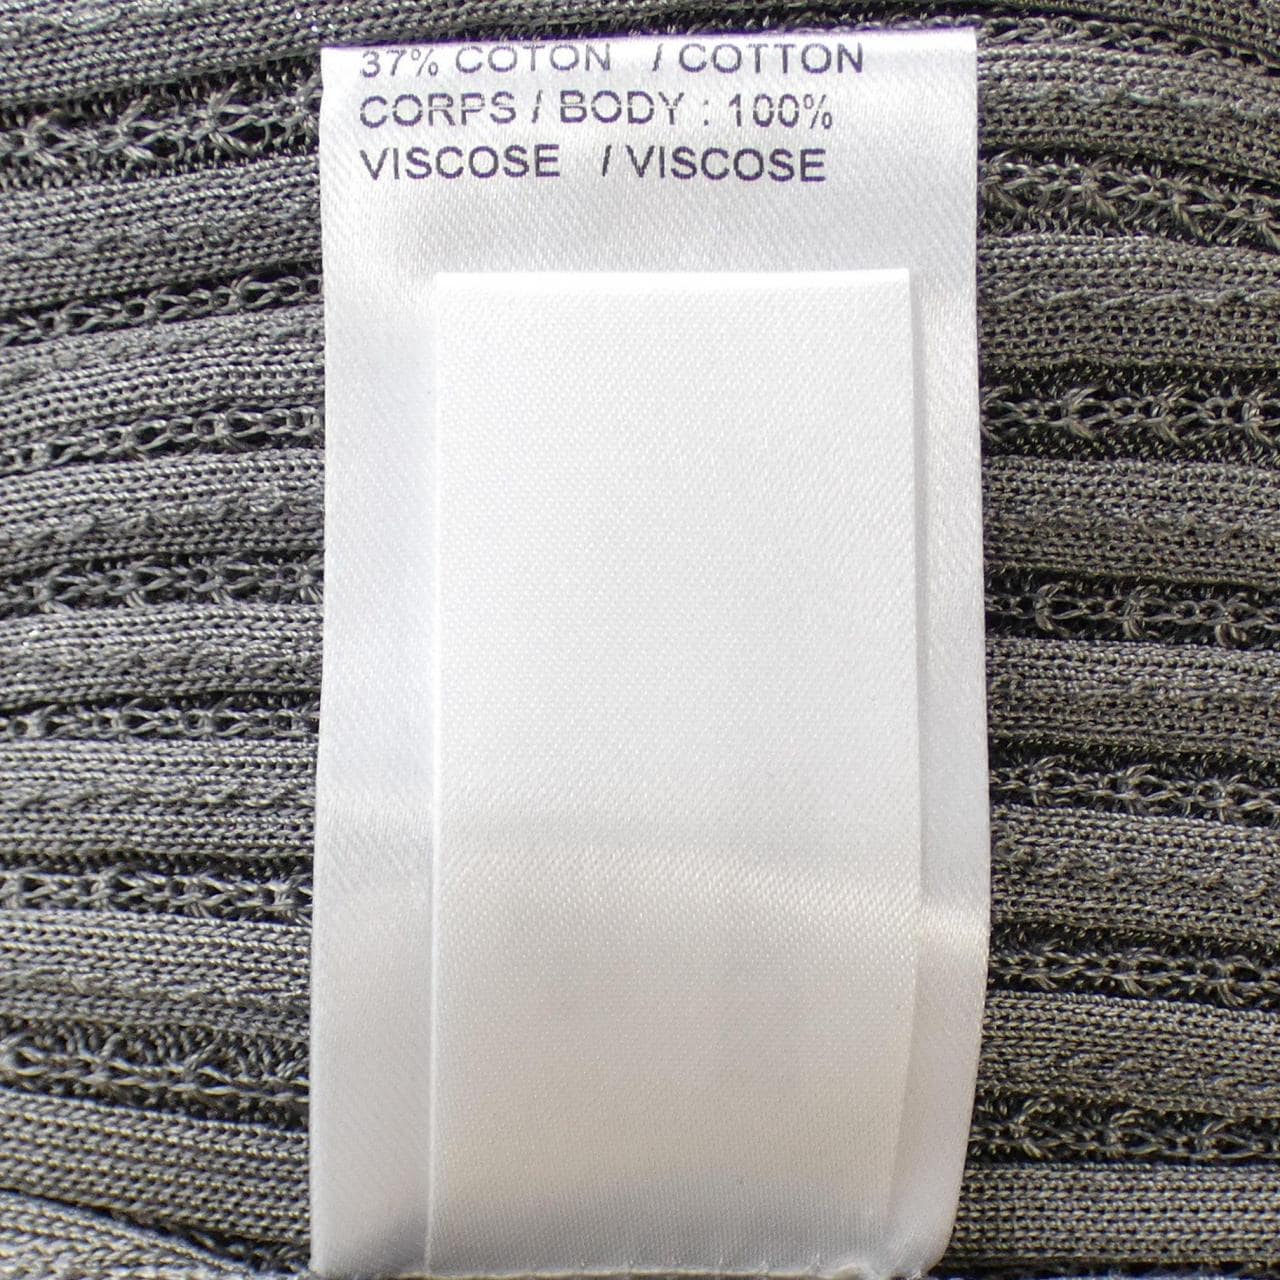 37% COTON / COTTON
CORPS / BODY : 100%
VISCOSE / VISCOSE